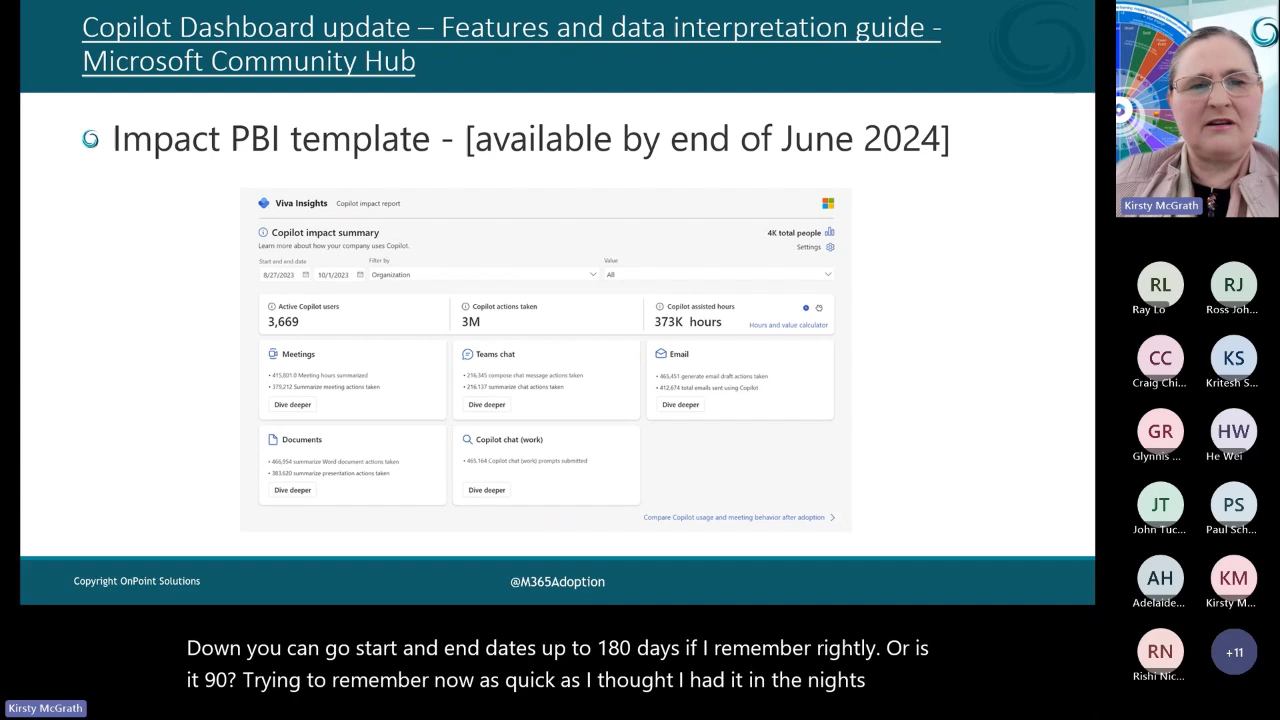 Copilot Dashboard update – Features and data interpretation guide -
Microsoft Community Hub
Impact PBI template - [available by end of June 2024]
Viva Insights
Copilot impact report
Copilot impact summary
4K total people
Learn more about how your company uses Copilot.
Settings
Start and end date
Filter by
Value
8/27/2023
10/1/2023
Organization
All
Active Copilot users
Copilot actions taken
Copilot assisted hours
3,669
3M
373K hours
Hours and value calculator
Meetings
• 415,801.0 Meeting hours summarized
• 379,212 Summarize meeting actions taken
Dive deeper
Teams chat
• 216,345 compose chat message actions taken
• 216,137 summarize chat actions taken
Dive deeper
Email
• 465,451 generate email draft actions taken
• 412,674 total emails sent using Copilot
Dive deeper
Documents
• 466,954 summarize Word document actions taken
• 383,620 summarize presentation actions taken
Dive deeper
Copilot chat (work)
• 465,164 Copilot chat (work) prompts submitted
Dive deeper
Compare Copilot usage and meeting behavior after adoption
Copyright OnPoint Solutions
@M365Adoption
Kirsty McGrath
RL
Ray Lo
RJ
Ross Joh...
CC
Craig Chi...
KS
Kritesh S...
GR
Glynnis ...
HW
He Wei
JT
John Tuc...
PS
Paul Sch...
AH
Adelaide...
KM
Kirsty M...
RN
Rishi Nic...
+11
Down you can go start and end dates up to 180 days if I remember rightly. Or is
it 90? Trying to remember now as quick as I thought I had it in the nights
Kirsty McGrath